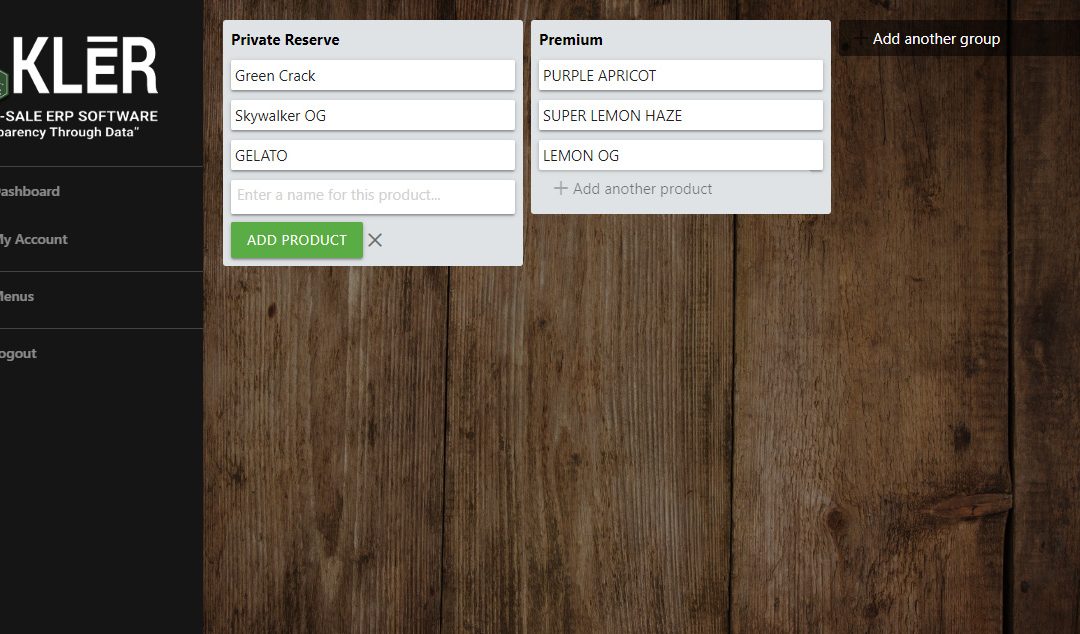 KLĒR
-SALE ERP SOFTWARE
parency Through Data"
ashboard
My Account
Menus
ogout
Private Reserve
Green Crack
Skywalker OG
GELATO
Enter a name for this product...
ADD PRODUCT
Premium
PURPLE APRICOT
SUPER LEMON HAZE
LEMON OG
Add another product
Add another group